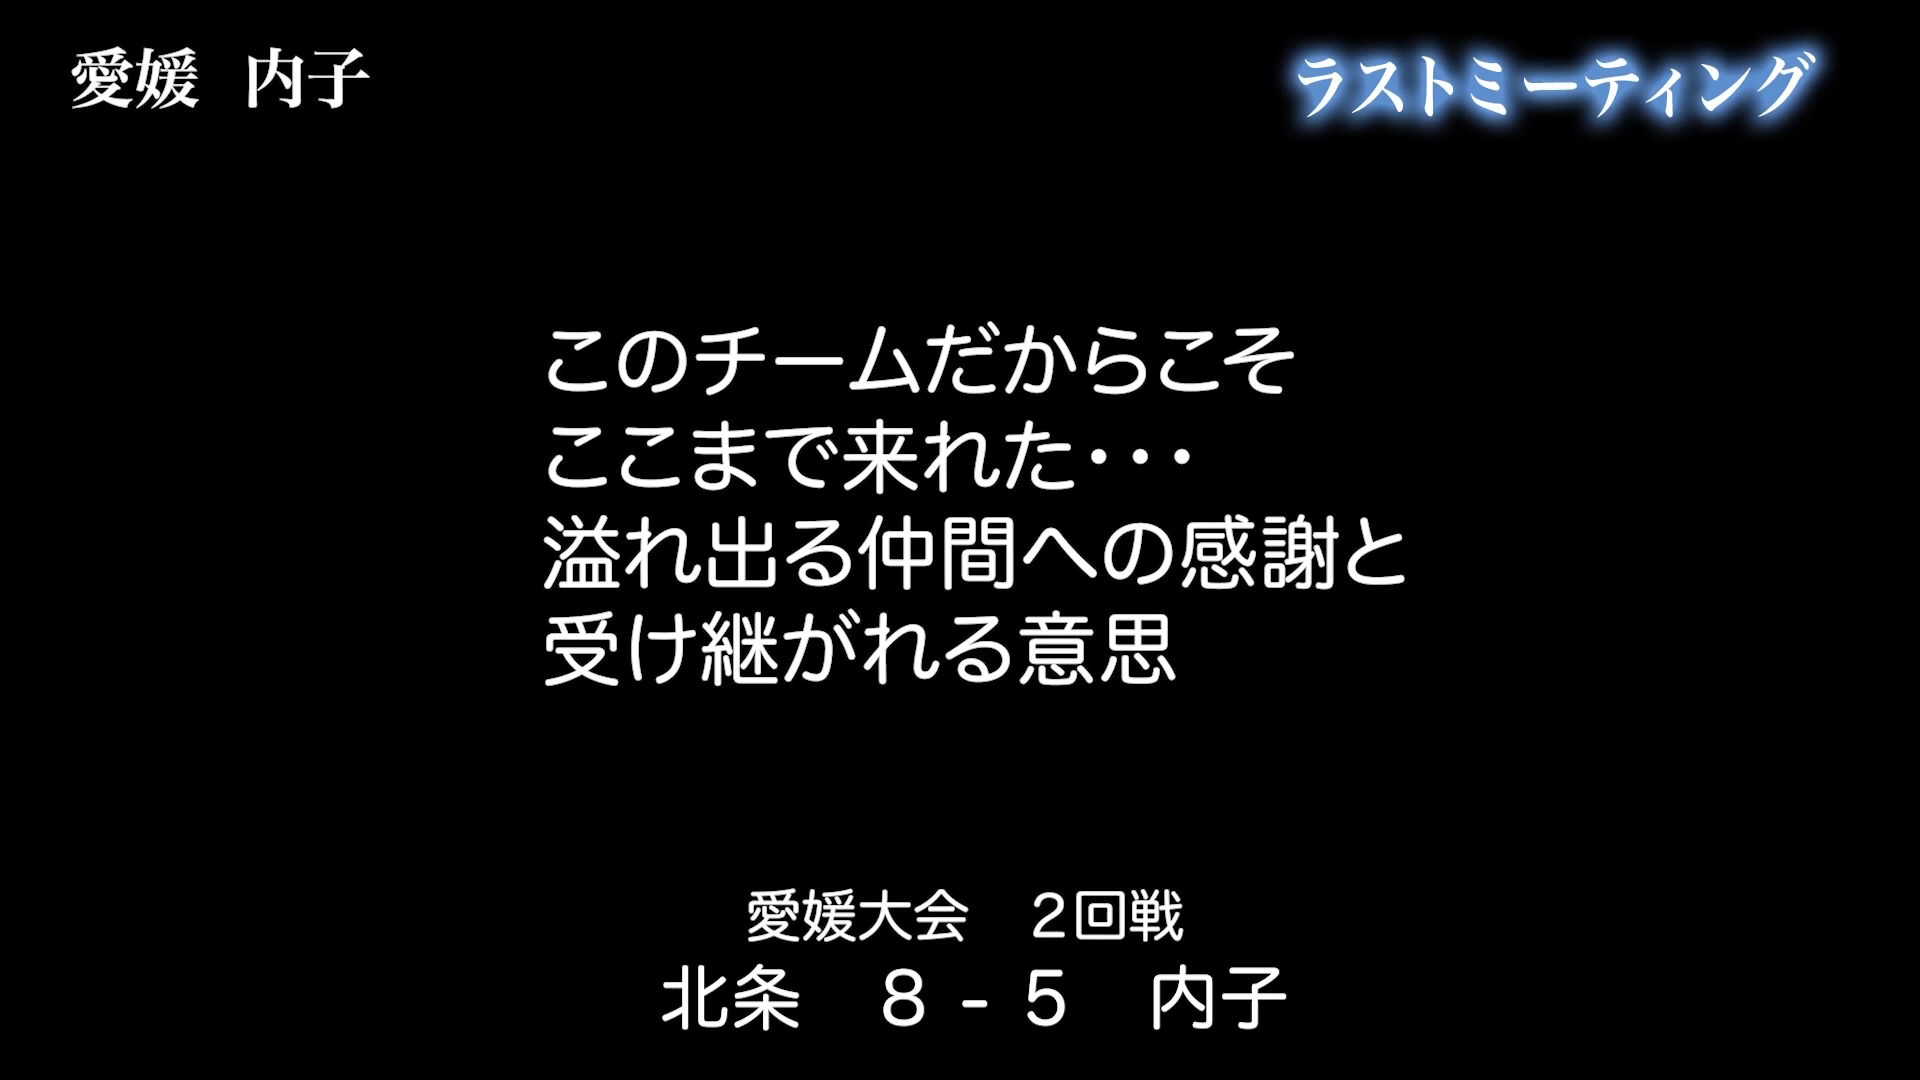 愛媛　内子
ラストミーティング
このチームだからこそ
ここまで来れた・・・
溢れ出る仲間への感謝と
受け継がれる意思
愛媛大会　２回戦
北条　８ - ５　内子